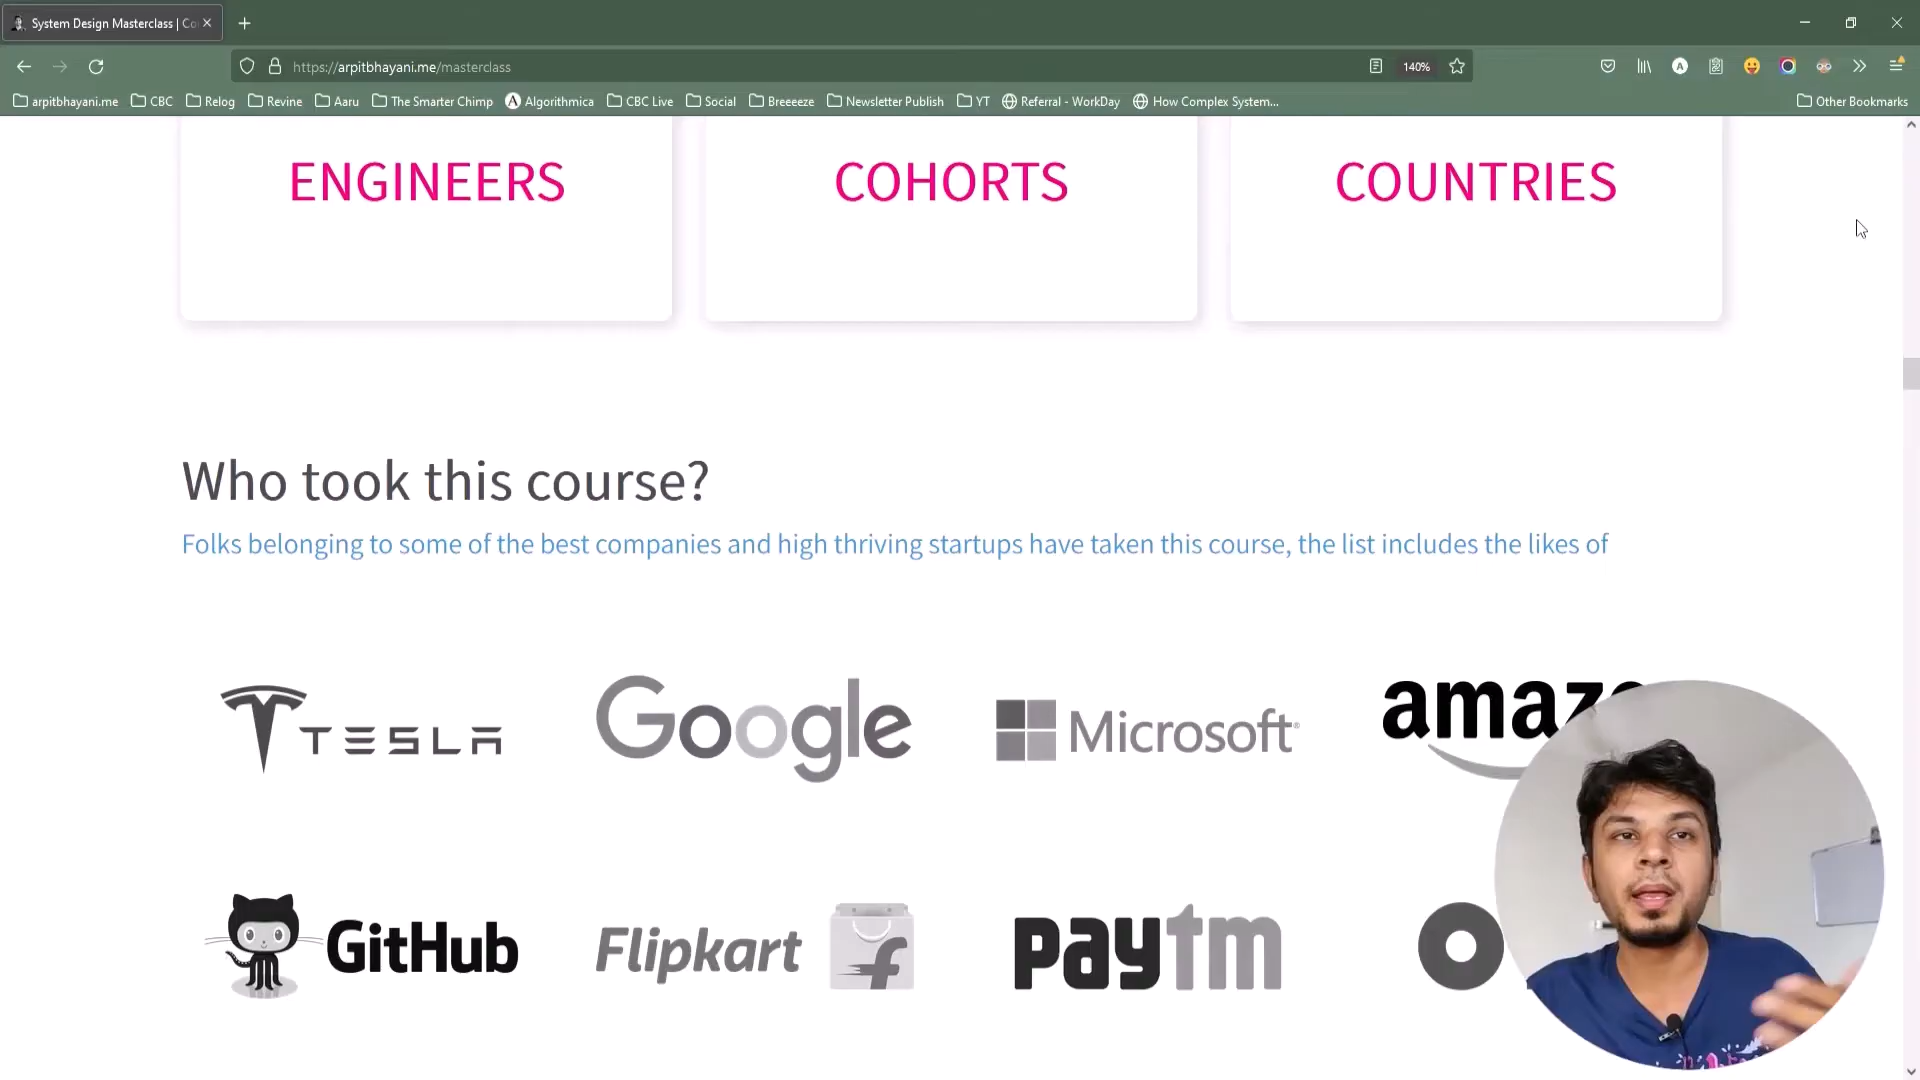 System Design Masterclass | Co
https://arpitbhayani.me/masterclass
140%
arpitbhayani.me CBC Relog Revine Aaru The Smarter Chimp Algorithmica CBC Live Social Breeeeze Newsletter Publish YT Referral - WorkDay How Complex System... Other Bookmarks
ENGINEERS COHORTS COUNTRIES
Who took this course?
Folks belonging to some of the best companies and high thriving startups have taken this course, the list includes the likes of
TESLA Google Microsoft amazo
GitHub Flipkart paytm